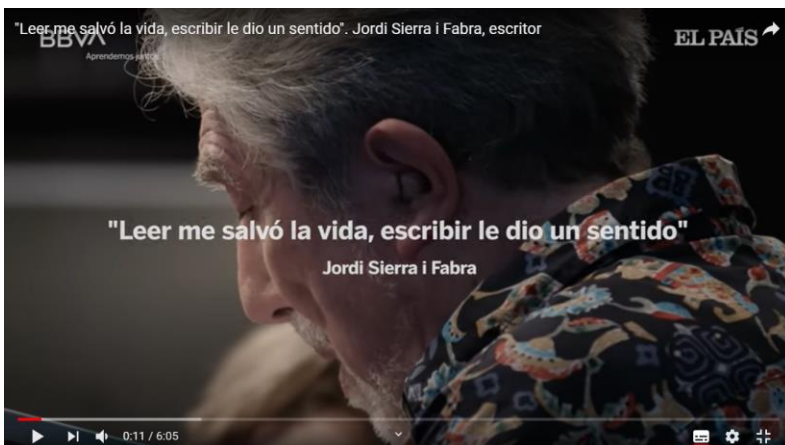 "Leer me salvó la vida, escribir le dio un sentido". Jordi Sierra i Fabra, escritor
BBVA
Aprendemos juntos
EL PAÍS
"Leer me salvó la vida, escribir le dio un sentido"
Jordi Sierra i Fabra
0:11 / 6:05